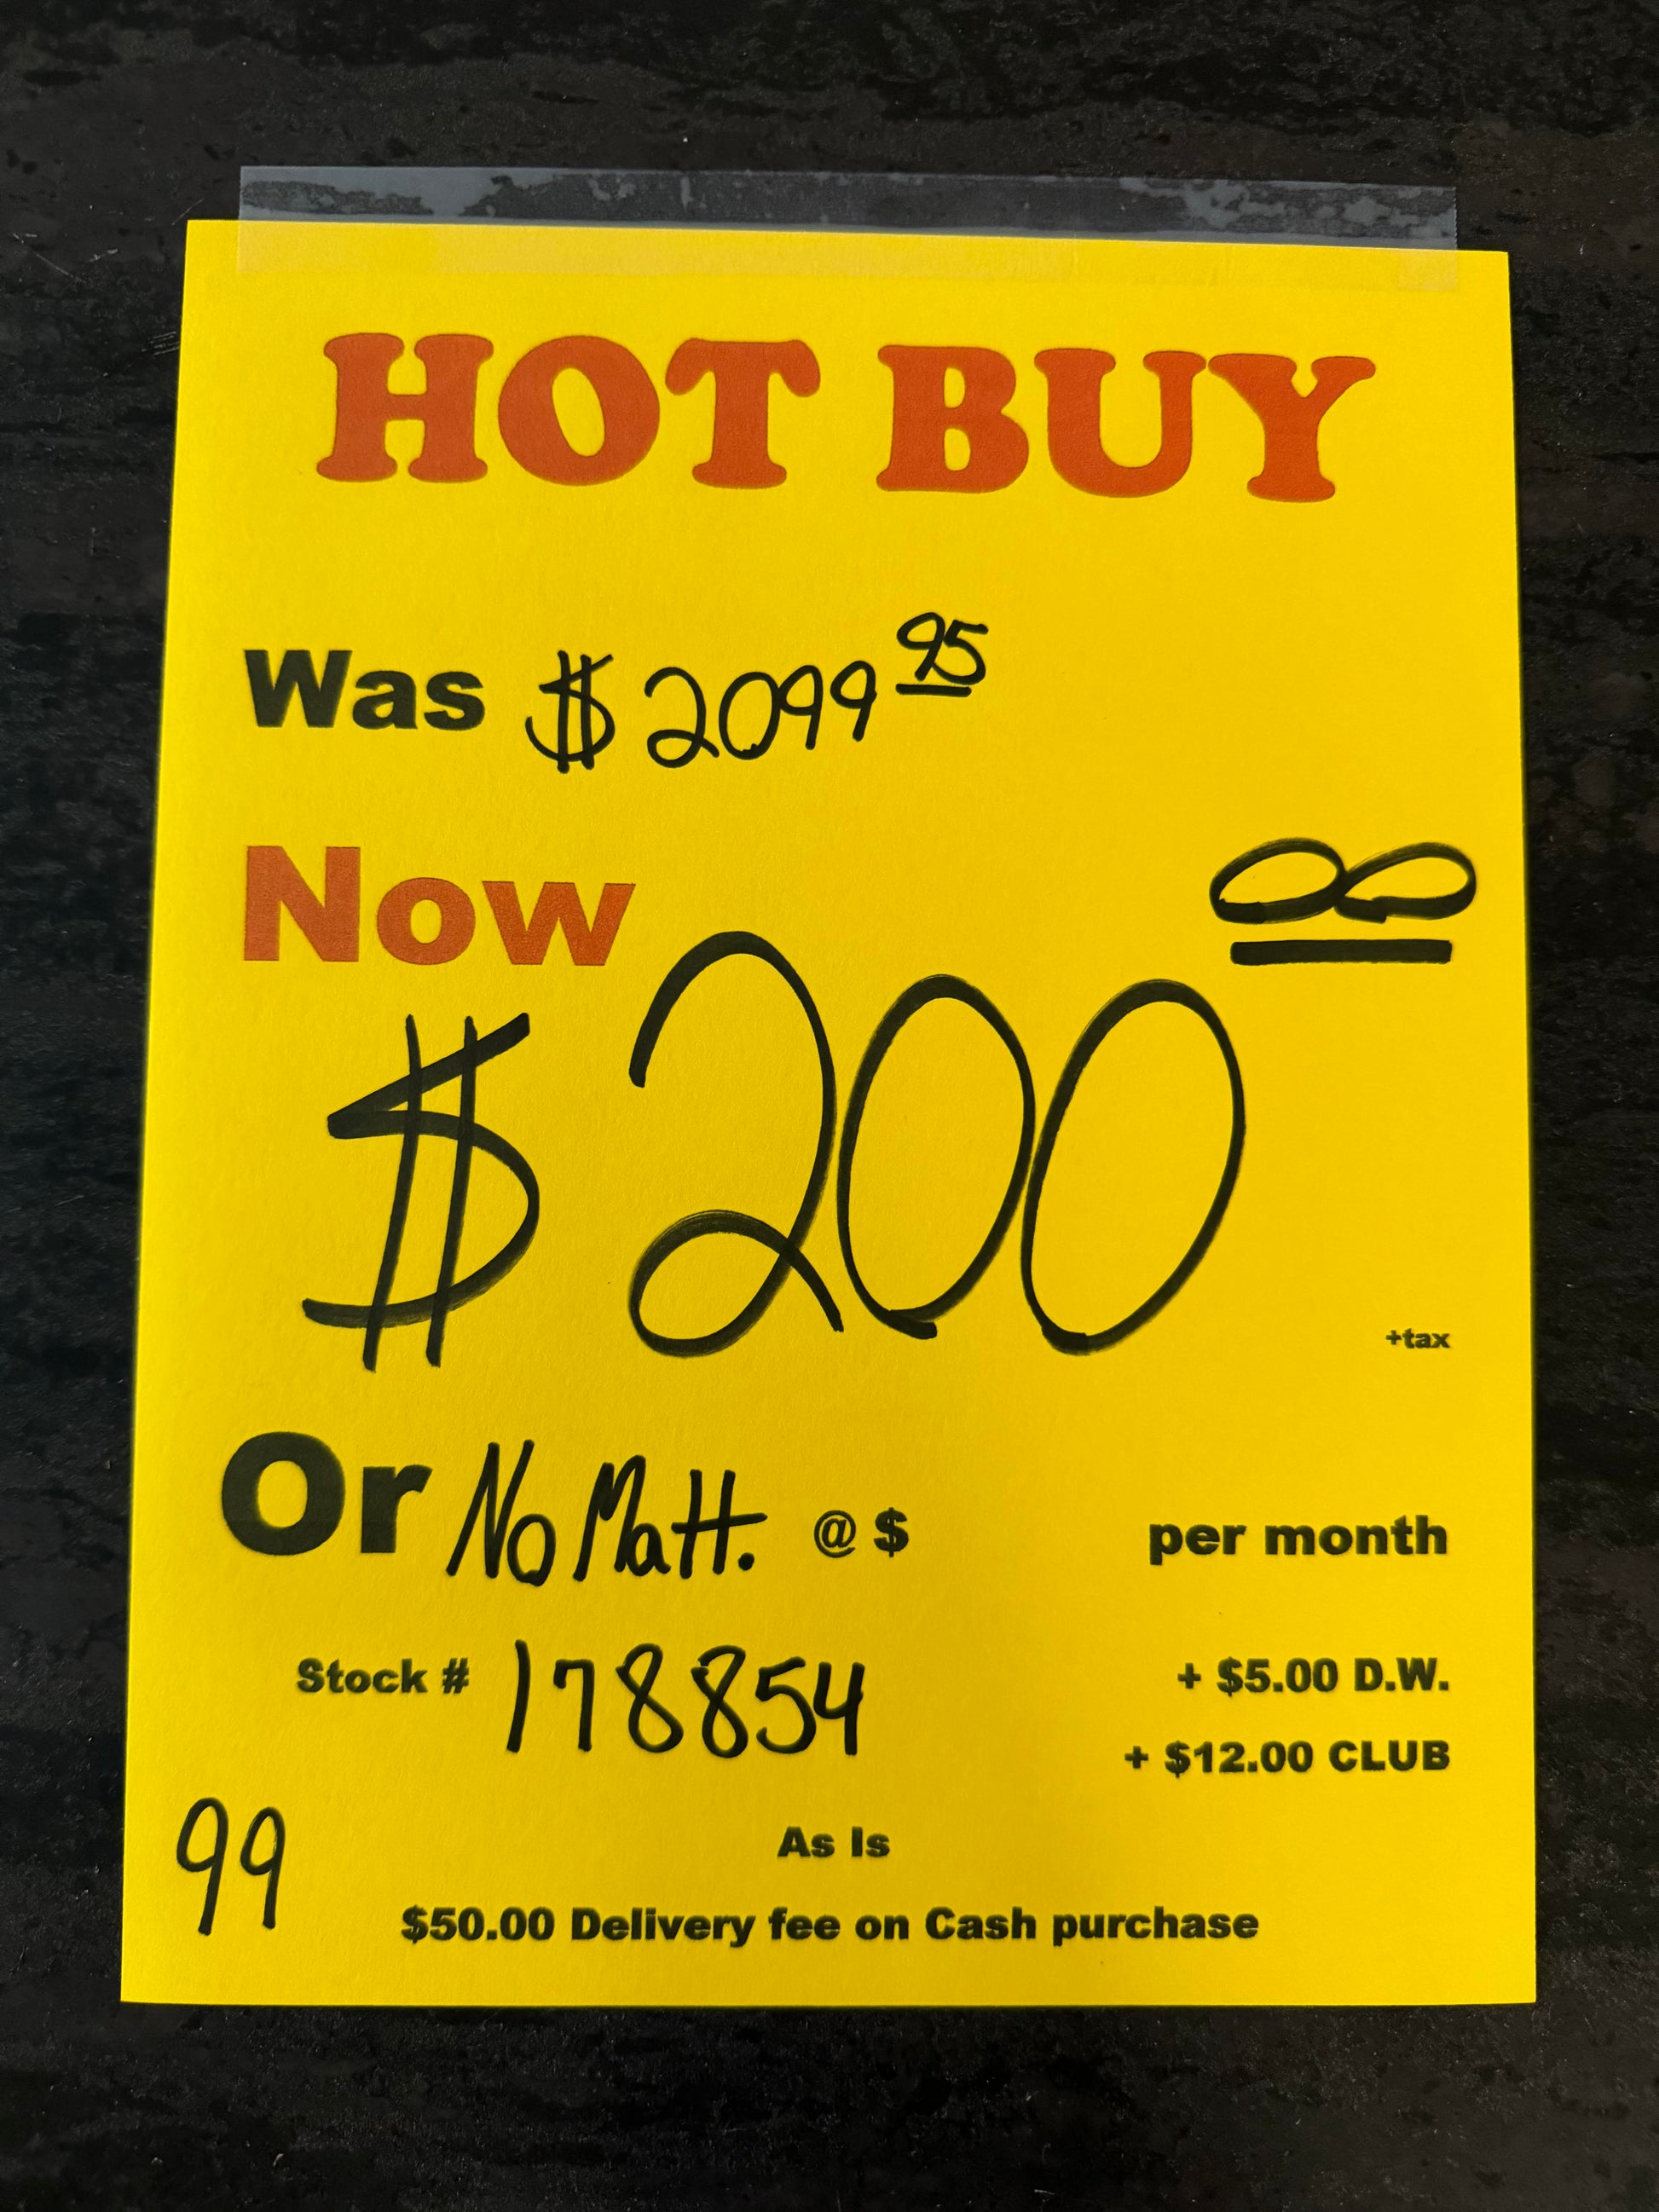 HOT BUY
Was $2099 95
Now
$200 00
+tax
Or No Matt. @ $ per month
Stock # 178854 + $5.00 D.W.
+ $12.00 CLUB
99
As Is
$50.00 Delivery fee on Cash purchase